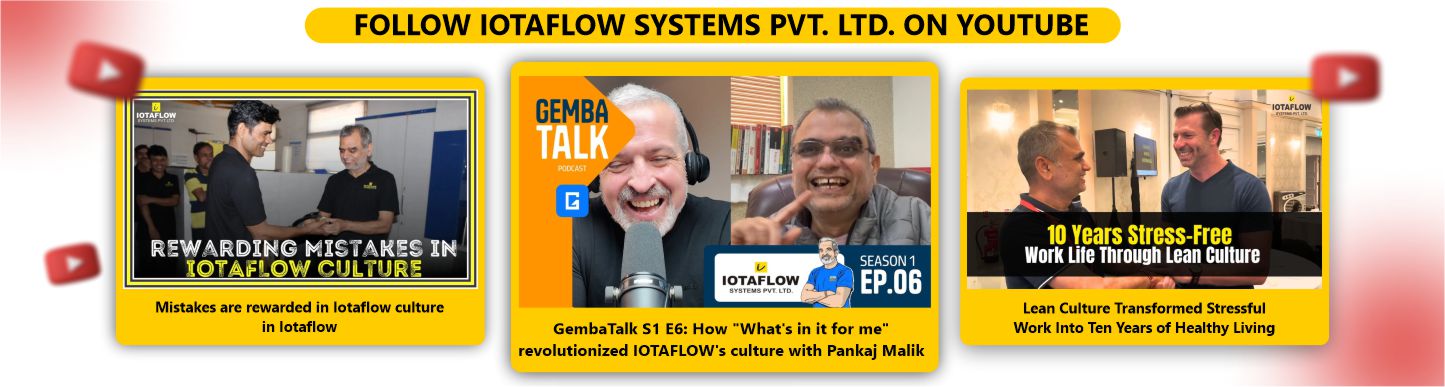 FOLLOW IOTAFLOW SYSTEMS PVT. LTD. ON YOUTUBE
IOTAFLOW
SYSTEMS PVT.LTD.
REWARDING MISTAKES IN
IOTAFLOW CULTURE
Mistakes are rewarded in Iotaflow culture
in Iotaflow
GEMBA
TALK
PODCAST
G
IOTAFLOW
SYSTEMS PVT. LTD.
SEASON 1
EP.06
GembaTalk S1 E6: How "What's in it for me"
revolutionized IOTAFLOW's culture with Pankaj Malik
IOTAFLOW
SYSTEMS PVT. LTD.
10 Years Stress-Free
Work Life Through Lean Culture
Lean Culture Transformed Stressful
Work Into Ten Years of Healthy Living